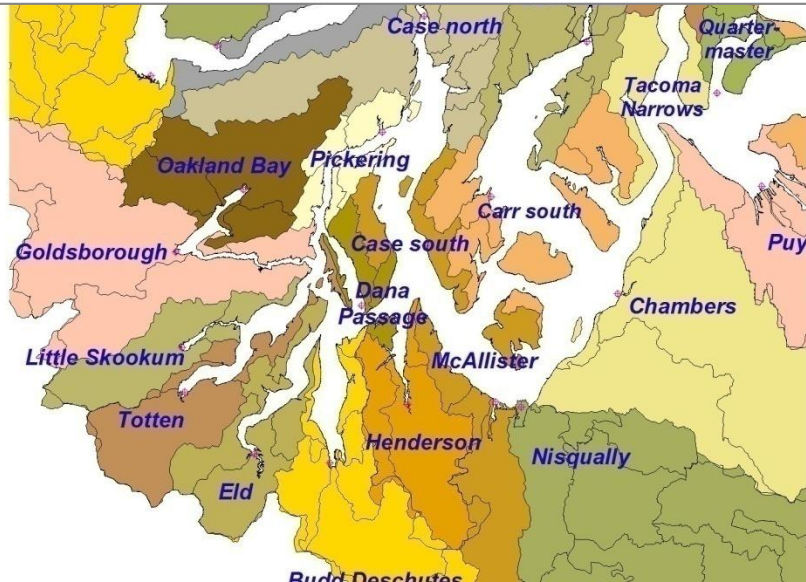 Case north
Quarter-
master
Tacoma
Narrows
Oakland Bay
Pickering
Carr south
Goldsborough
Case south
Puy
Dana
Passage
Chambers
Little Skookum
McAllister
Totten
Henderson
Nisqually
Eld
Budd Deschutes